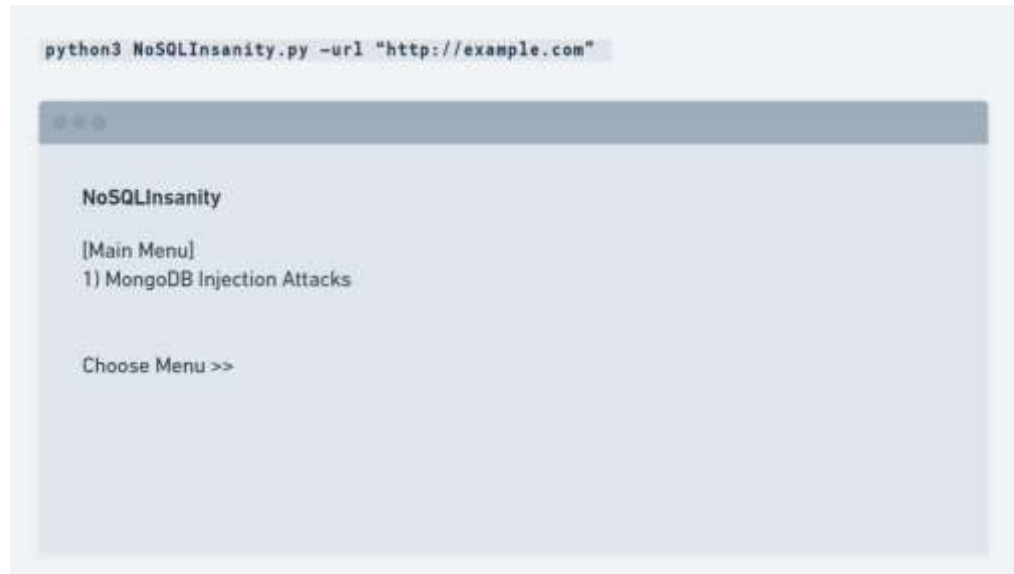 python3 NoSQLInsanity.py –url “http://example.com”
NoSQLInsanity
[Main Menu]
1) MongoDB Injection Attacks
Choose Menu >>